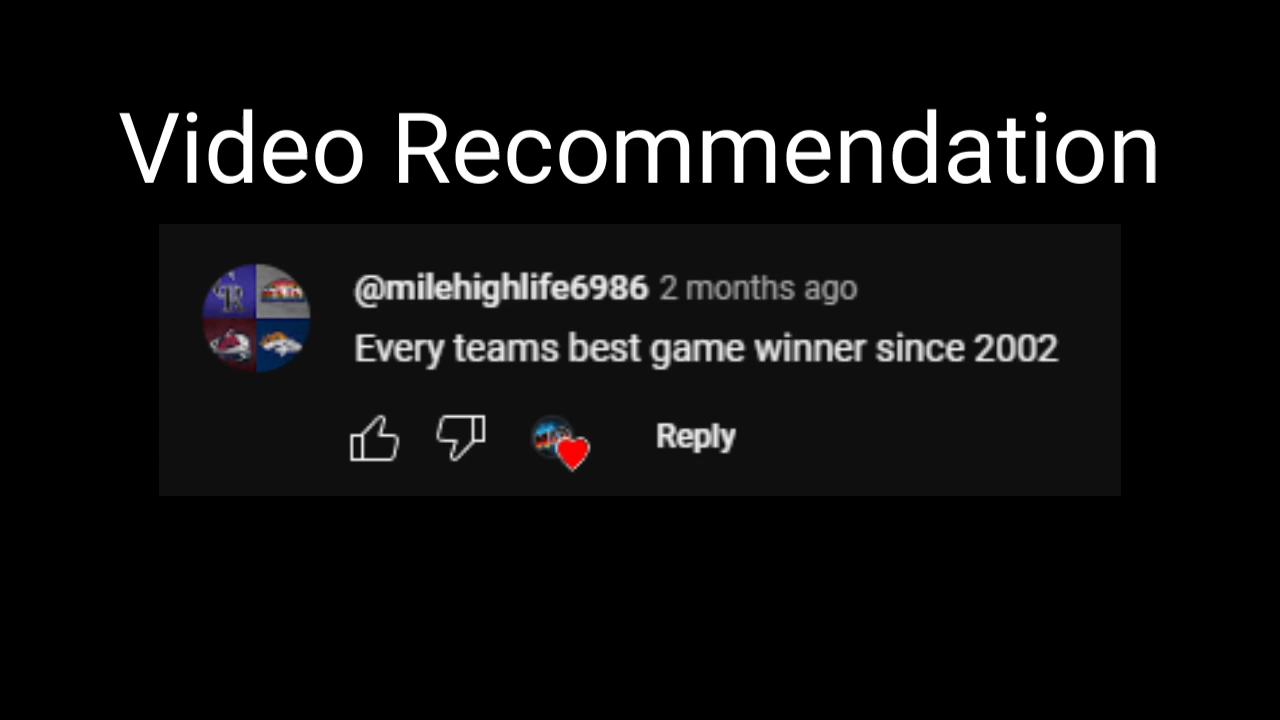 Video Recommendation
@milehighlife6986 2 months ago
Every teams best game winner since 2002
Reply